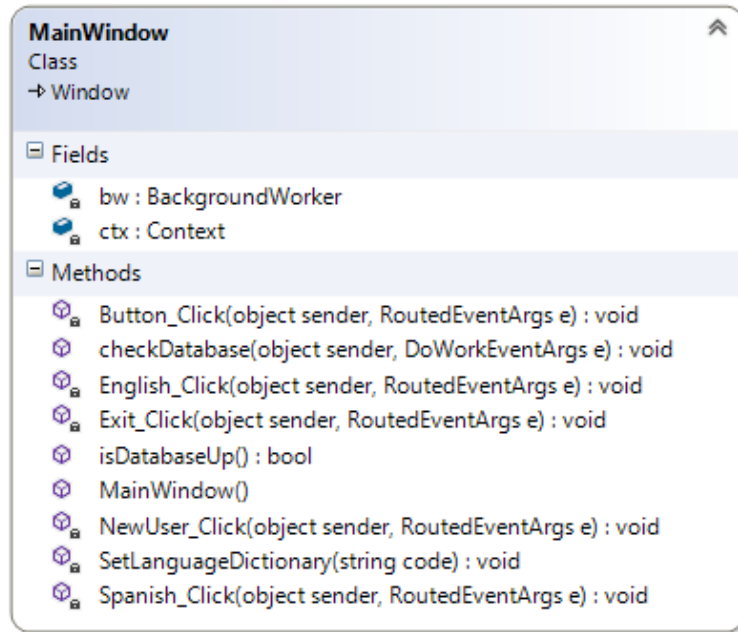 MainWindow
Class
Window
Fields
bw : BackgroundWorker
ctx : Context
Methods
Button_Click(object sender, RoutedEventArgs e) : void
checkDatabase(object sender, DoWorkEventArgs e) : void
English_Click(object sender, RoutedEventArgs e) : void
Exit_Click(object sender, RoutedEventArgs e) : void
isDatabaseUp() : bool
MainWindow()
NewUser_Click(object sender, RoutedEventArgs e) : void
SetLanguageDictionary(string code) : void
Spanish_Click(object sender, RoutedEventArgs e) : void